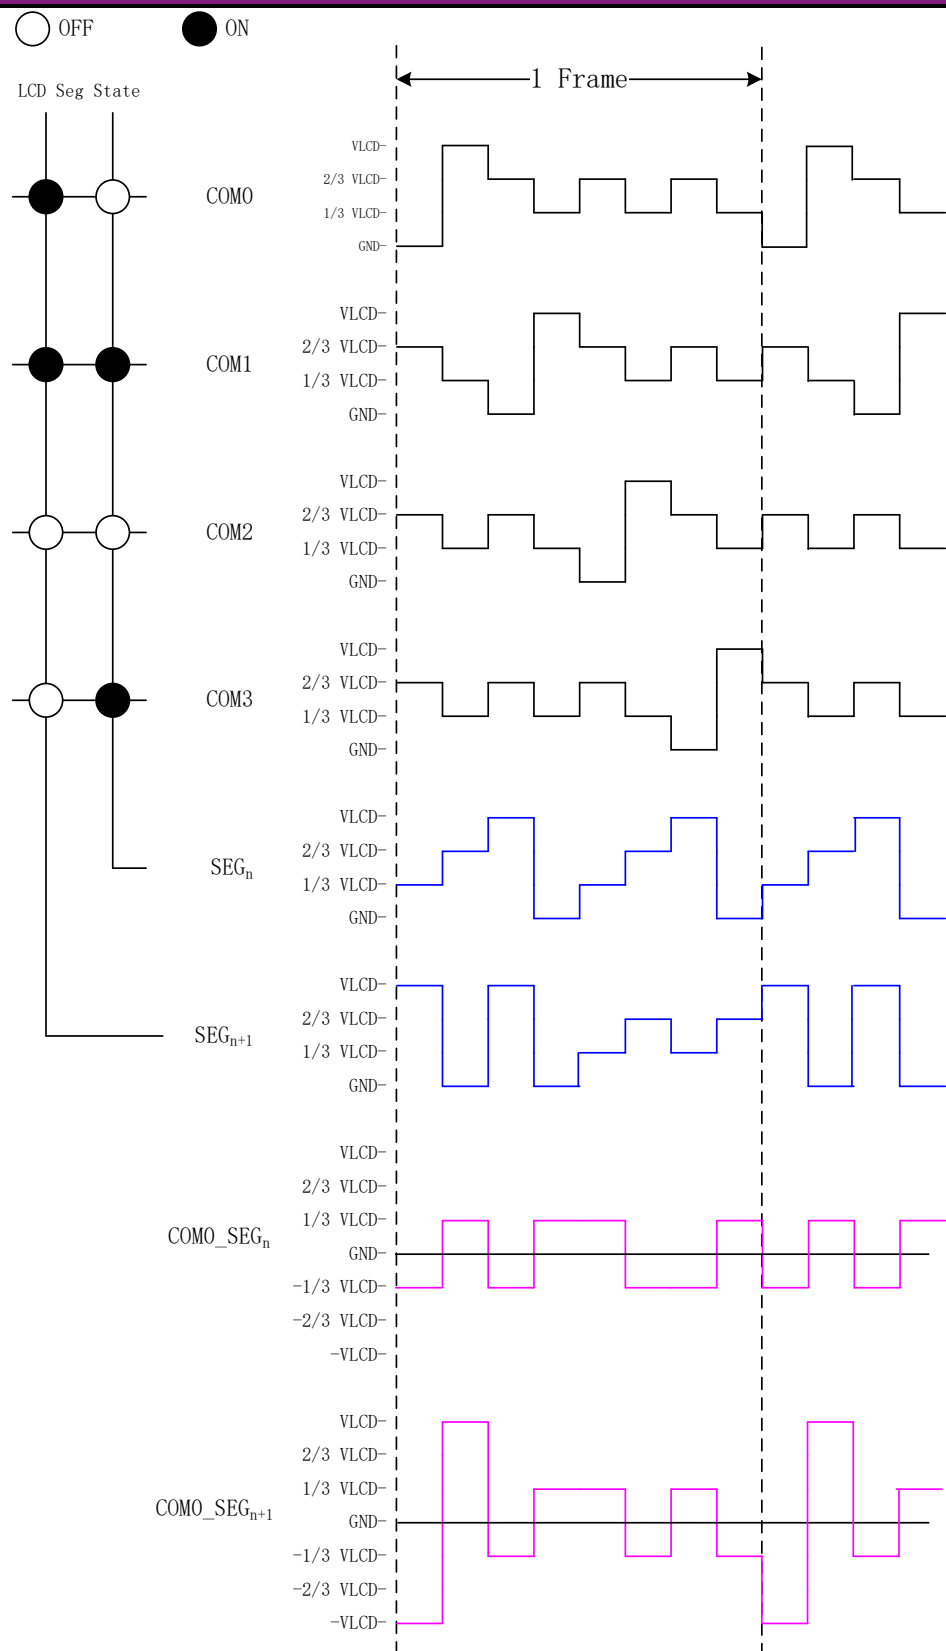 OFF
ON
1 Frame
LCD Seg State
VLCD-
2/3 VLCD-
COM0
1/3 VLCD-
GND-
VLCD-
2/3 VLCD-
COM1
1/3 VLCD-
GND-
VLCD-
2/3 VLCD-
COM2
1/3 VLCD-
GND-
VLCD-
2/3 VLCD-
COM3
1/3 VLCD-
GND-
VLCD-
2/3 VLCD-
SEGn
1/3 VLCD-
GND-
VLCD-
2/3 VLCD-
SEGn+1
1/3 VLCD-
GND-
VLCD-
2/3 VLCD-
1/3 VLCD-
COM0_SEGn
GND-
-1/3 VLCD-
-2/3 VLCD-
-VLCD-
VLCD-
2/3 VLCD-
1/3 VLCD-
COM0_SEGn+1
GND-
-1/3 VLCD-
-2/3 VLCD-
-VLCD-